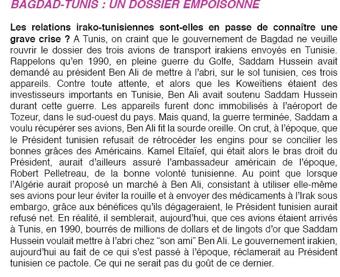 BAGDAD-TUNIS : UN DOSSIER EMPOISONNE
Les relations irako-tunisiennes sont-elles en passe de connaître une
grave crise ? A Tunis, on craint que le gouvernement de Bagdad ne veuille
rouvrir le dossier des trois avions de transport irakiens envoyés en Tunisie.
Rappelons qu'en 1990, en pleine guerre du Golfe, Saddam Hussein avait
demandé au président Ben Ali de mettre à l'abri, sur le sol tunisien, ces trois
appareils. Contre toute attente, et alors que les Koweïtiens étaient des
investisseurs importants en Tunisie, Ben Ali avait soutenu Saddam Hussein
durant cette guerre. Les appareils furent donc immobilisés à l'aéroport de
Tozeur, dans le sud-ouest du pays. Mais quand, la guerre terminée, Saddam a
voulu récupérer ses avions, Ben Ali fit la sourde oreille. On crut, à l'époque, que
le Président tunisien refusait de rétrocéder les engins pour se concilier les
bonnes grâces des Américains. Kamel Eltaïef, qui était alors le bras droit du
Président, aurait d'ailleurs assuré l'ambassadeur américain de l'époque,
Robert Pelletreau, de la bonne volonté tunisienne. Au point que lorsque
l'Algérie aurait proposé un marché à Ben Ali, consistant à utiliser elle-même
ses avions pour leur éviter la rouille et à envoyer des médicaments à l'Irak sous
embargo, grâce aux bénéfices qu'ils dégageraient, le Président tunisien aurait
refusé net. En réalité, il semblerait, aujourd'hui, que ces avions étaient arrivés
à Tunis, en 1990, bourrés de millions de dollars et de lingots d'or que Saddam
Hussein voulait mettre à l'abri chez "son ami" Ben Ali. Le gouvernement irakien,
aujourd'hui au fait de ce qui s'est passé à l'époque, réclamerait au Président
tunisien ce pactole. Ce qui ne serait pas du goût de ce dernier.